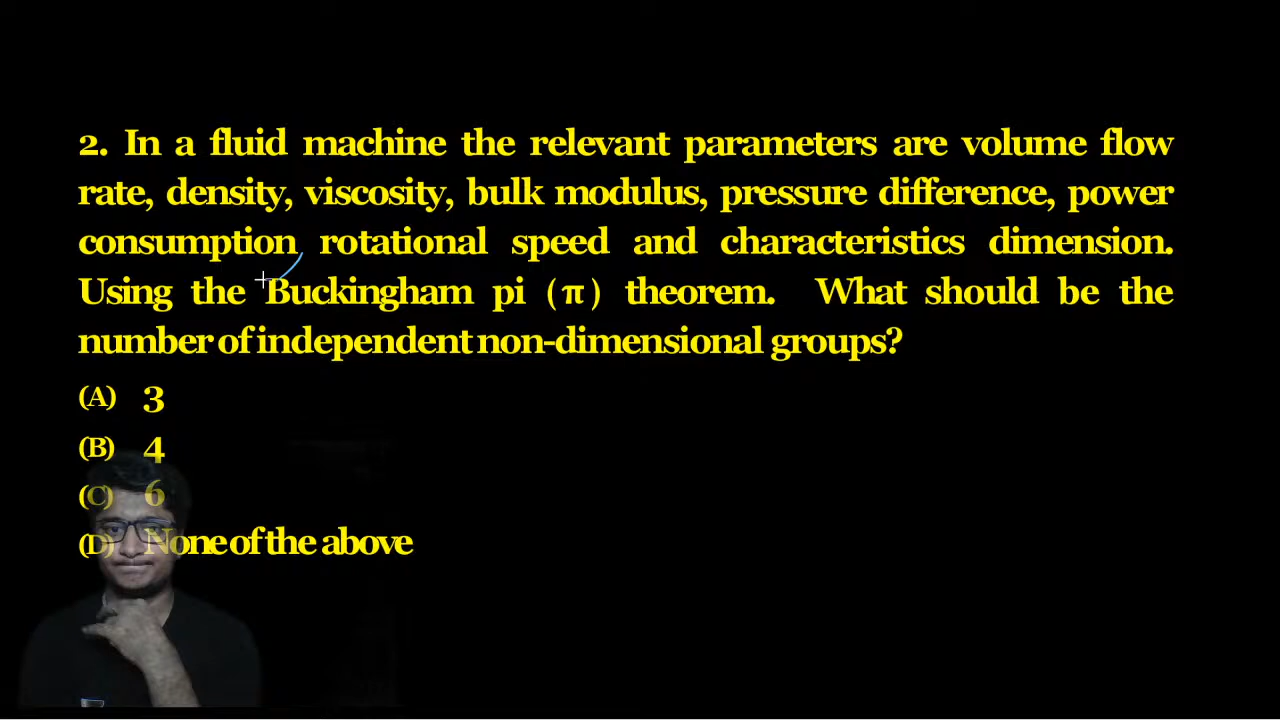 2. In a fluid machine the relevant parameters are volume flow
rate, density, viscosity, bulk modulus, pressure difference, power
consumption rotational speed and characteristics dimension.
Using the Buckingham pi (π) theorem. What should be the
number of independent non-dimensional groups?
(A) 3
(B) 4
(C) 6
(D) None of the above